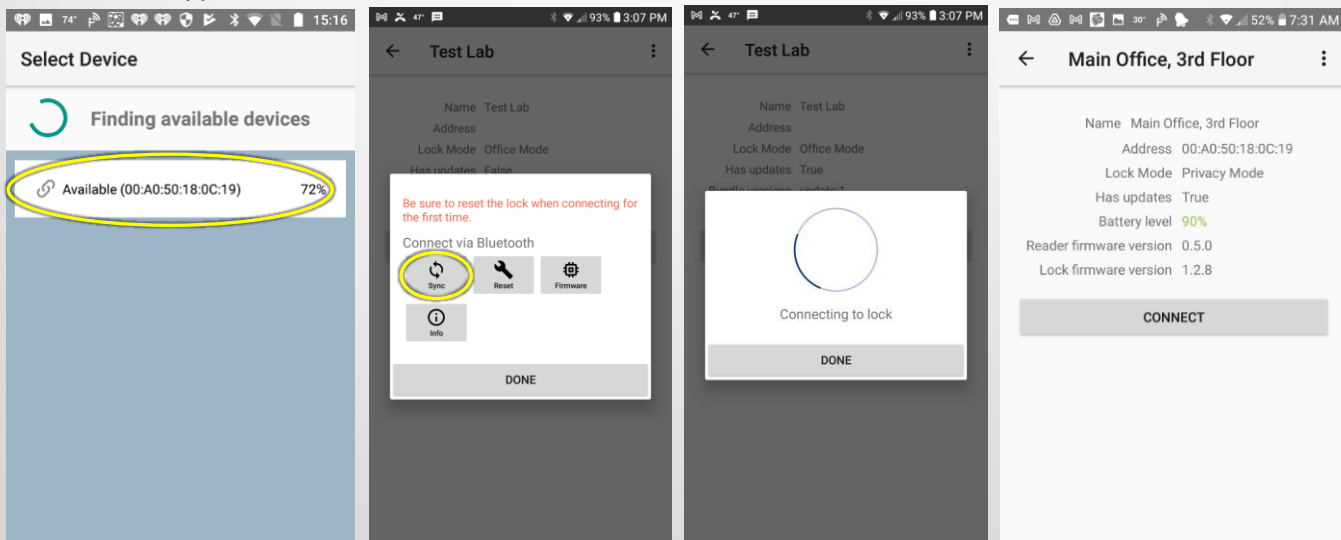 74° 15:16
Select Device
Finding available devices
Available (00:A0:50:18:0C:19) 72%
47° 93% 3:07 PM
Test Lab
Name Test Lab
Address
Lock Mode Office Mode
Has updates False
Be sure to reset the lock when connecting for
the first time.
Connect via Bluetooth
Sync Reset Firmware
Info
DONE
47° 93% 3:07 PM
Test Lab
Name Test Lab
Address
Lock Mode Office Mode
Has updates True
Connecting to lock
DONE
30° 52% 7:31 AM
Main Office, 3rd Floor
Name Main Office, 3rd Floor
Address 00:A0:50:18:0C:19
Lock Mode Privacy Mode
Has updates True
Battery level 90%
Reader firmware version 0.5.0
Lock firmware version 1.2.8
CONNECT